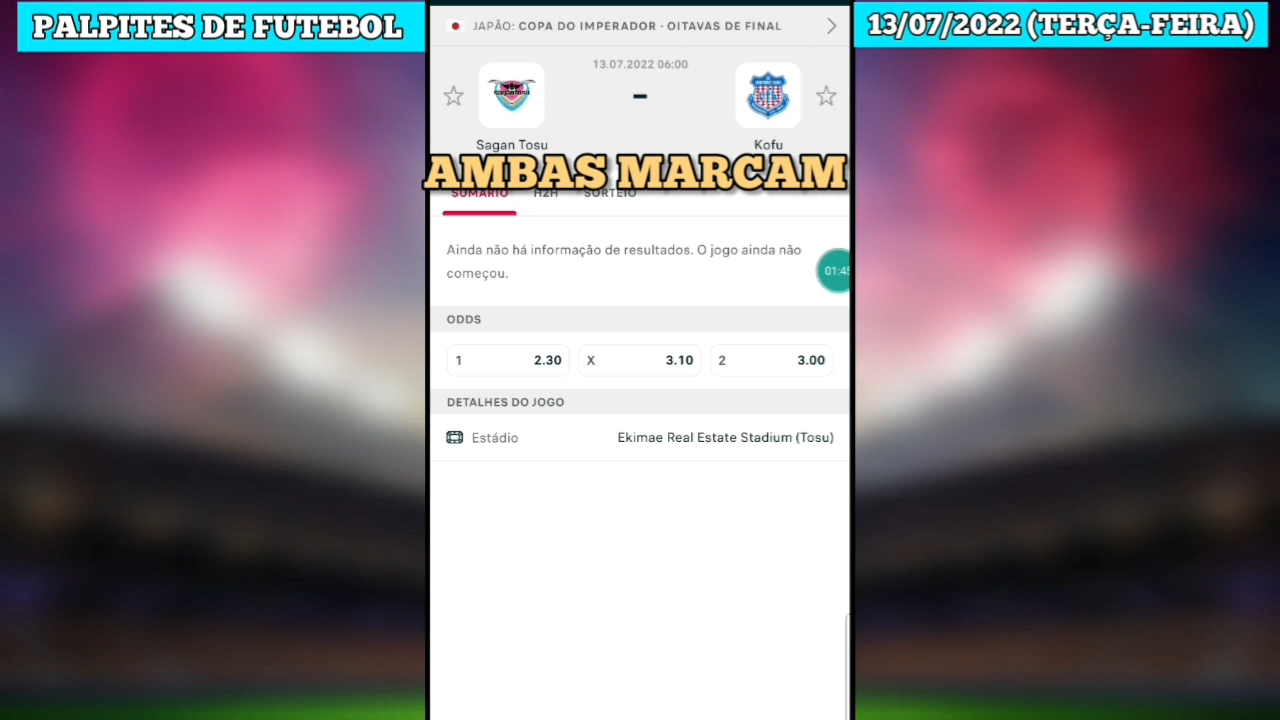 PALPITES DE FUTEBOL
13/07/2022 (TERÇA-FEIRA)
JAPÃO: COPA DO IMPERADOR - OITAVAS DE FINAL
13.07.2022 06:00
-
Sagan Tosu
Kofu
AMBAS MARCAM
SUMÁRIO H2H SORTEIO
Ainda não há informação de resultados. O jogo ainda não
começou.
01:45
ODDS
1 2.30 X 3.10 2 3.00
DETALHES DO JOGO
Estádio Ekimae Real Estate Stadium (Tosu)